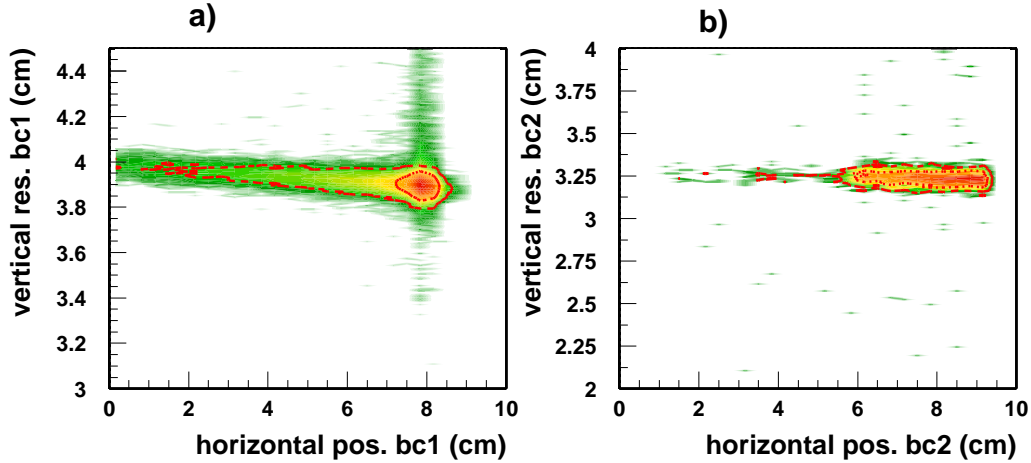 a)
b)
vertical res. bc1 (cm)
4.4
4.2
4
3.8
3.6
3.4
3.2
3
0 2 4 6 8 10
horizontal pos. bc1 (cm)
vertical res. bc2 (cm)
4
3.75
3.5
3.25
3
2.75
2.5
2.25
2
0 2 4 6 8 10
horizontal pos. bc2 (cm)